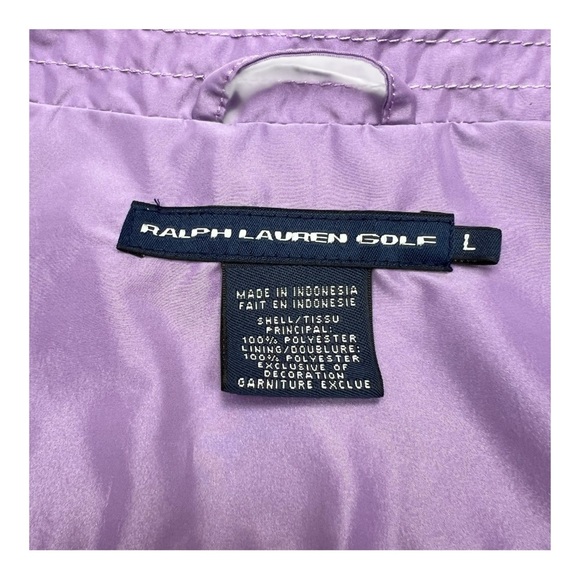 RALPH LAUREN GOLF L
MADE IN INDONESIA
FAIT EN INDONESIE
SHELL/TISSU
PRINCIPAL:
100% POLYESTER
LINING/DOUBLURE:
100% POLYESTER
EXCLUSIVE OF
DECORATION
GARNITURE EXCLUE